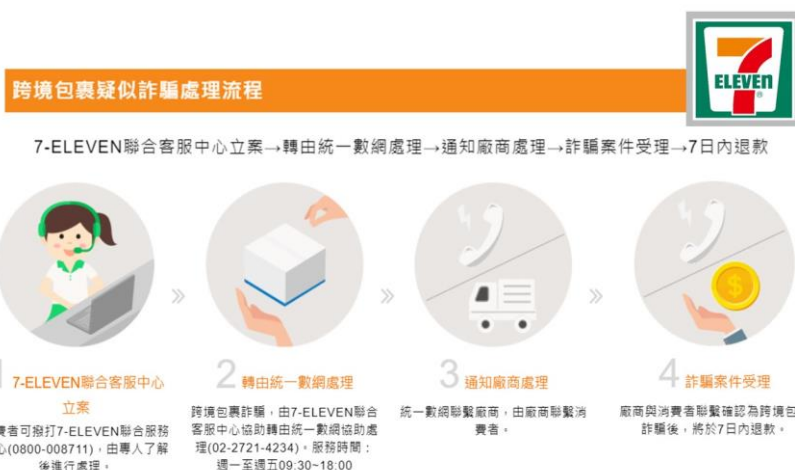 ELEVEN
跨境包裹疑似詐騙處理流程
7-ELEVEN聯合客服中心立案→轉由統一數網處理→通知廠商處理→詐騙案件受理→7日內退款
7-ELEVEN聯合客服中心
立案
費者可撥打7-ELEVEN聯合服務
心(0800-008711),由專人了解
後進行處理。
2 轉由統一數網處理
跨境包裹詐騙,由7-ELEVEN聯合
客服中心協助轉由統一數網協助處
理(02-2721-4234)。服務時間:
週一至週五09:30~18:00
3 通知廠商處理
統一數網聯繫廠商,由廠商聯繫消
費者。
4 詐騙案件受理
廠商與消費者聯繫確認為跨境包
詐騙後,將於7日內退款。